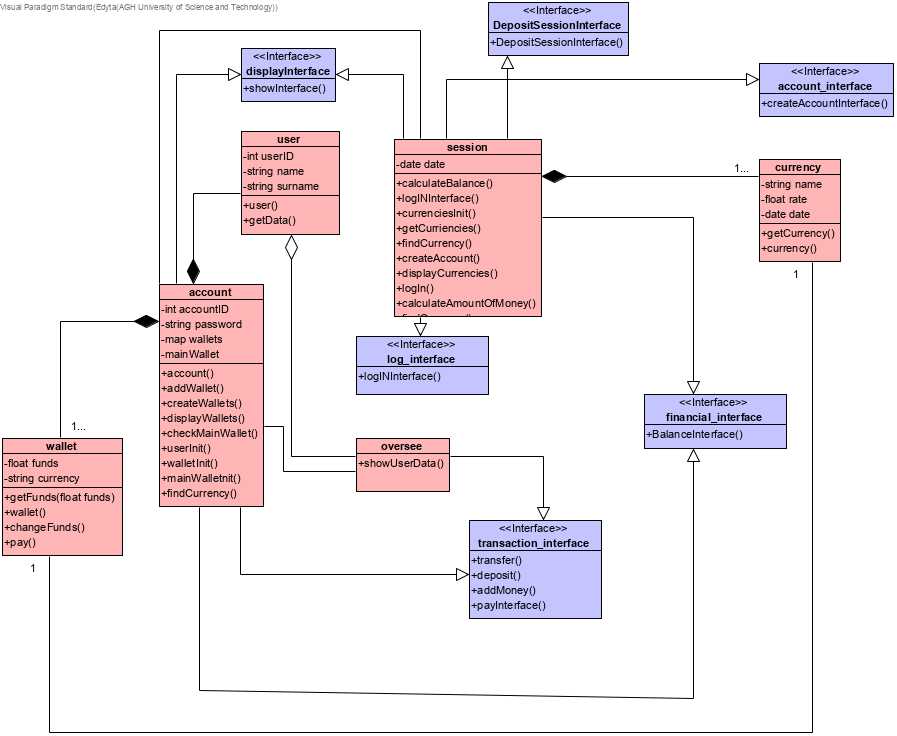 Visual Paradigm Standard(Edyta(AGH University of Science and Technology))
<<Interface>>
DepositSessionInterface
+DepositSessionInterface()
<<Interface>>
displayInterface
+showInterface()
<<Interface>>
account_interface
+createAccountInterface()
user
-int userID
-string name
-string surname
+user()
+getData()
session
-date date
+calculateBalance()
+logINInterface()
+currenciesInit()
+getCurriencies()
+findCurrency()
+createAccount()
+displayCurrencies()
+logIn()
+calculateAmountOfMoney()
1...
currency
-string name
-float rate
-date date
+getCurrency()
+currency()
1
account
-int accountID
-string password
-map wallets
-mainWallet
+account()
+addWallet()
+createWallets()
+displayWallets()
+checkMainWallet()
+userInit()
+walletInit()
+mainWalletnit()
+findCurrency()
<<Interface>>
log_interface
+logINInterface()
<<Interface>>
financial_interface
+BalanceInterface()
1...
wallet
-float funds
-string currency
+getFunds(float funds)
+wallet()
+changeFunds()
+pay()
1
oversee
+showUserData()
<<Interface>>
transaction_interface
+transfer()
+deposit()
+addMoney()
+payInterface()